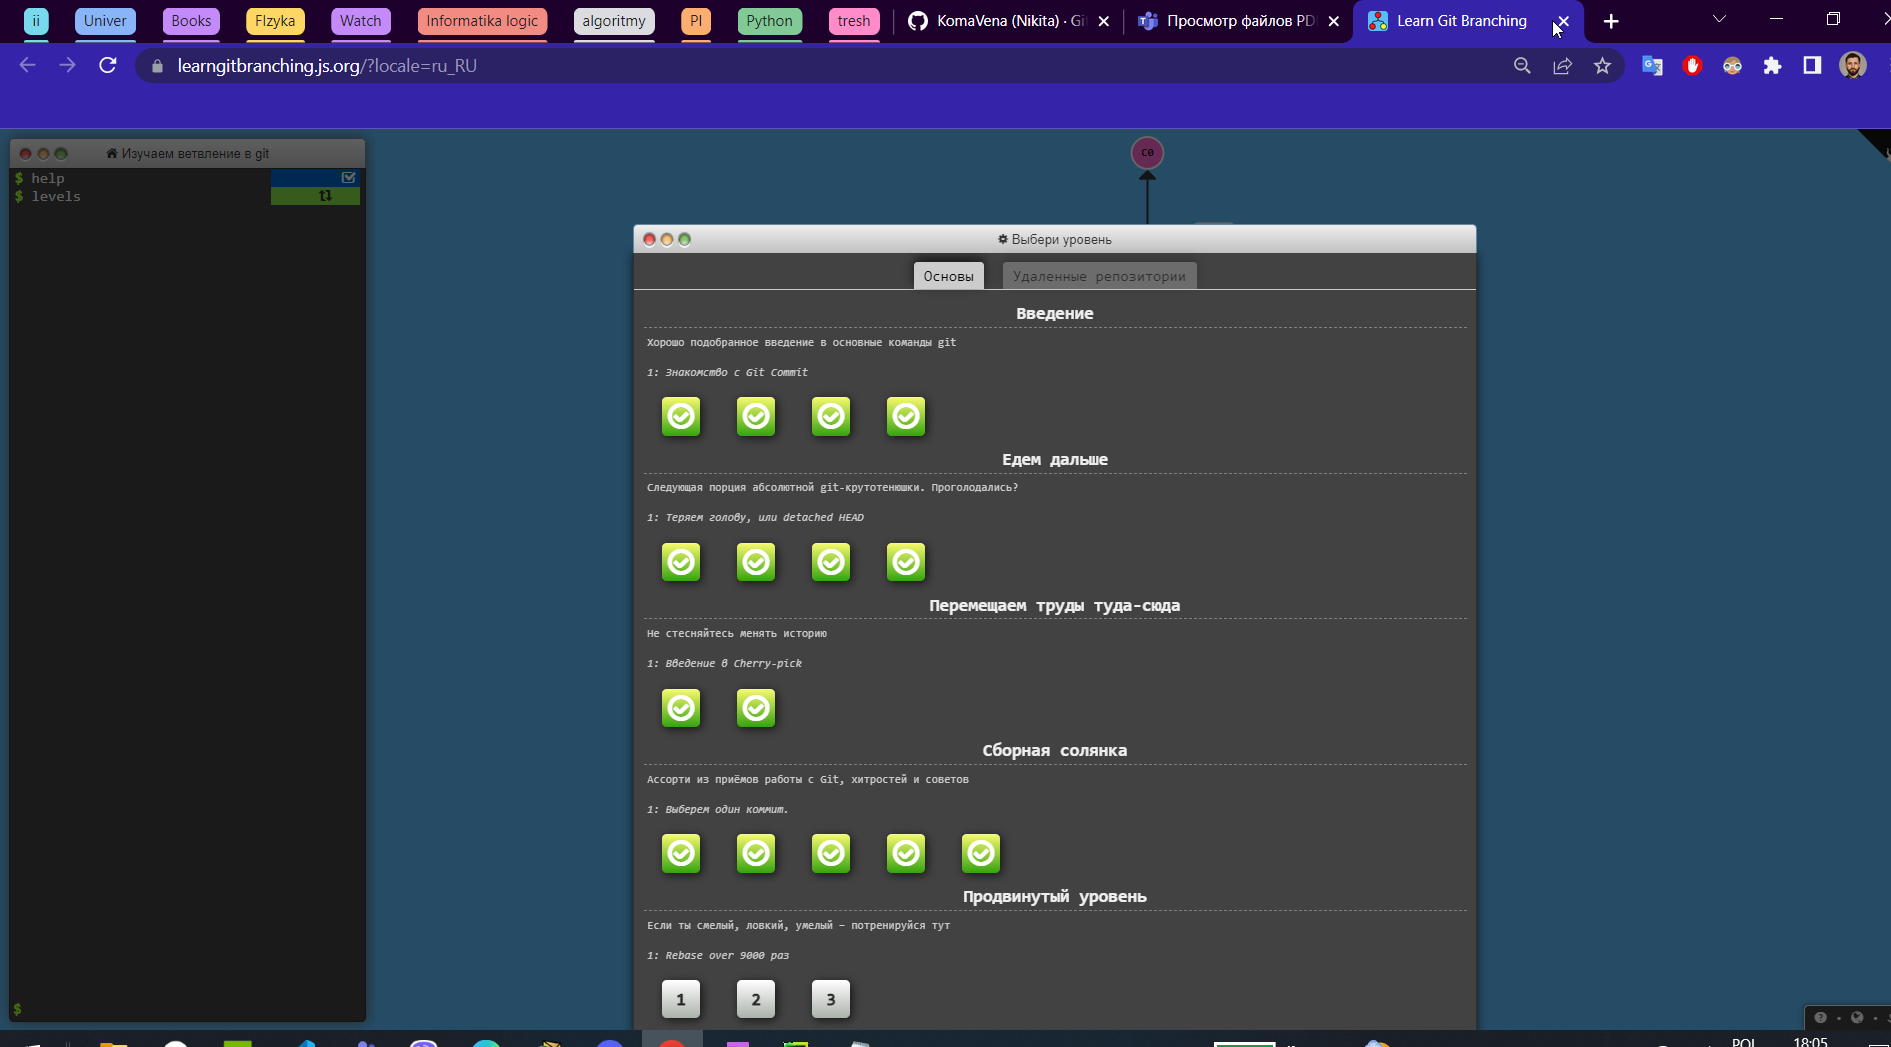 ii Univer Books FIzyka Watch Informatika logic algoritmy PI Python tresh KomaVena (Nikita) · Gi Просмотр файлов PD Learn Git Branching
learngitbranching.js.org/?locale=ru_RU
Изучаем ветвление в git
$ help
$ levels
C0
Выбери уровень
Основы Удаленные репозитории
Введение
Хорошо подобранное введение в основные команды git
1: Знакомство с Git Commit
Едем дальше
Следующая порция абсолютной git-крутотенюшки. Проголодались?
1: Теряем голову, или detached HEAD
Перемещаем труды туда-сюда
Не стесняйтесь менять историю
1: Введение в Cherry-pick
Сборная солянка
Ассорти из приёмов работы с Git, хитростей и советов
1: Выберем один коммит.
Продвинутый уровень
Если ты смелый, ловкий, умелый – потренируйся тут
1: Rebase over 9000 раз
1 2 3
$
POL 18:05